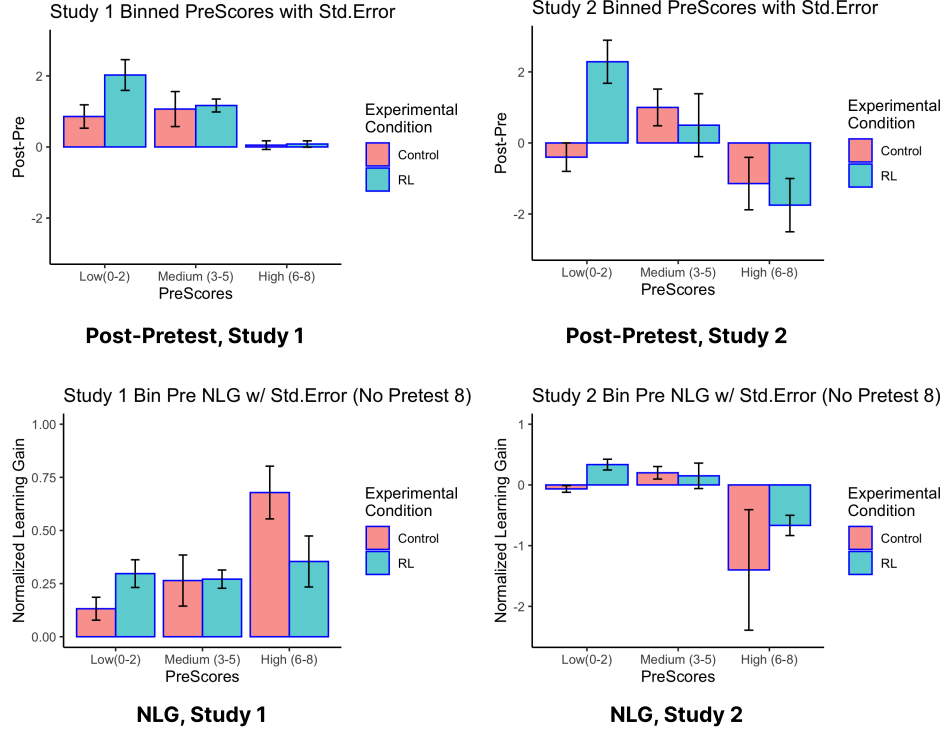 Study 1 Binned PreScores with Std.Error
Post-Pre
2
0
-2
Low(0-2) Medium (3-5) High (6-8)
PreScores
Experimental
Condition
Control
RL
Post-Pretest, Study 1
Study 2 Binned PreScores with Std.Error
Post-Pre
2
0
-2
Low(0-2) Medium (3-5) High (6-8)
PreScores
Experimental
Condition
Control
RL
Post-Pretest, Study 2
Study 1 Bin Pre NLG w/ Std.Error (No Pretest 8)
Normalized Learning Gain
1.00
0.75
0.50
0.25
0.00
Low(0-2) Medium (3-5) High (6-8)
PreScores
Experimental
Condition
Control
RL
NLG, Study 1
Study 2 Bin Pre NLG w/ Std.Error (No Pretest 8)
Normalized Learning Gain
1
0
-1
-2
Low(0-2) Medium (3-5) High (6-8)
PreScores
Experimental
Condition
Control
RL
NLG, Study 2